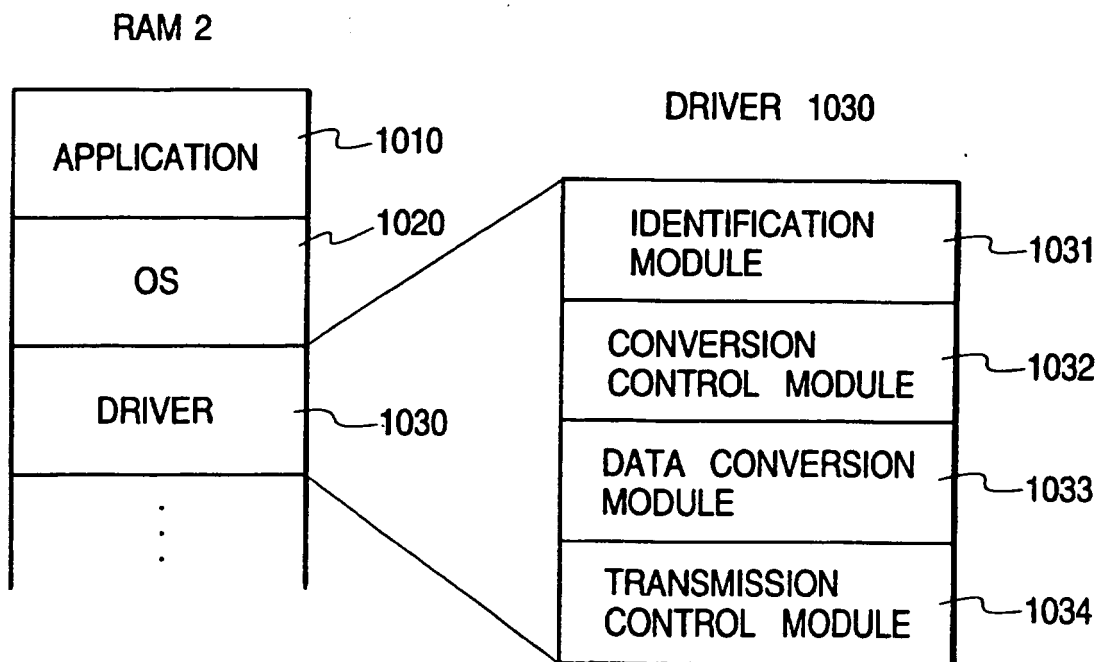 RAM 2
APPLICATION
1010
OS
1020
DRIVER
1030
DRIVER 1030
IDENTIFICATION
MODULE
1031
CONVERSION
CONTROL MODULE
1032
DATA CONVERSION
MODULE
1033
TRANSMISSION
CONTROL MODULE
1034